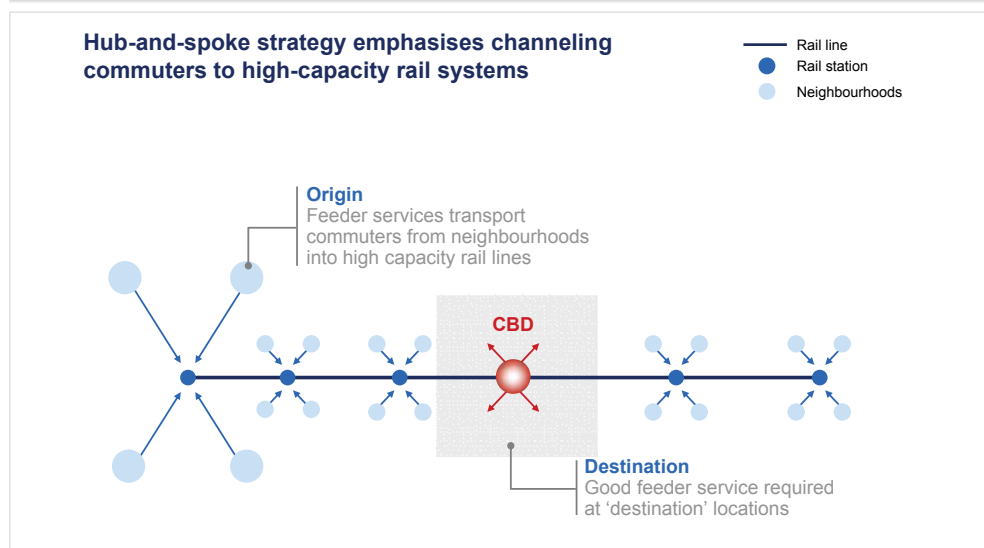 Hub-and-spoke strategy emphasises channeling
commuters to high-capacity rail systems
Rail line
Rail station
Neighbourhoods
Origin
Feeder services transport
commuters from neighbourhoods
into high capacity rail lines
CBD
Destination
Good feeder service required
at ‘destination’ locations